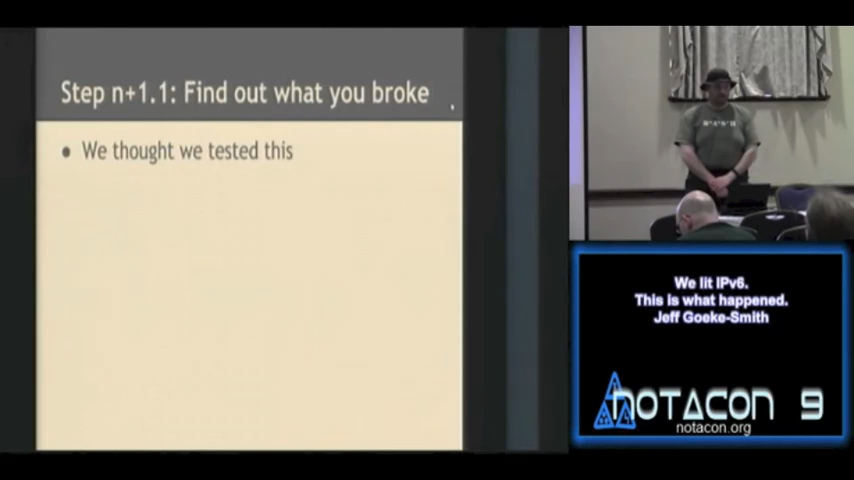 Step n+1.1: Find out what you broke
• We thought we tested this
We lit IPv6.
This is what happened.
Jeff Goeke-Smith
NOTACON 9
notacon.org